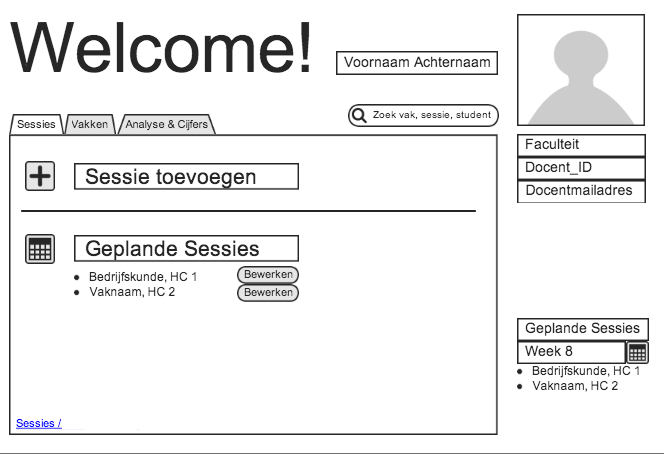 Welcome!
Voornaam Achternaam
Sessies
Vakken
Analyse & Cijfers
Zoek vak, sessie, student
Sessie toevoegen
Geplande Sessies
Bedrijfskunde, HC 1
Bewerken
Vaknaam, HC 2
Bewerken
Sessies /
Faculteit
Docent_ID
Docentmailadres
Geplande Sessies
Week 8
Bedrijfskunde, HC 1
Vaknaam, HC 2